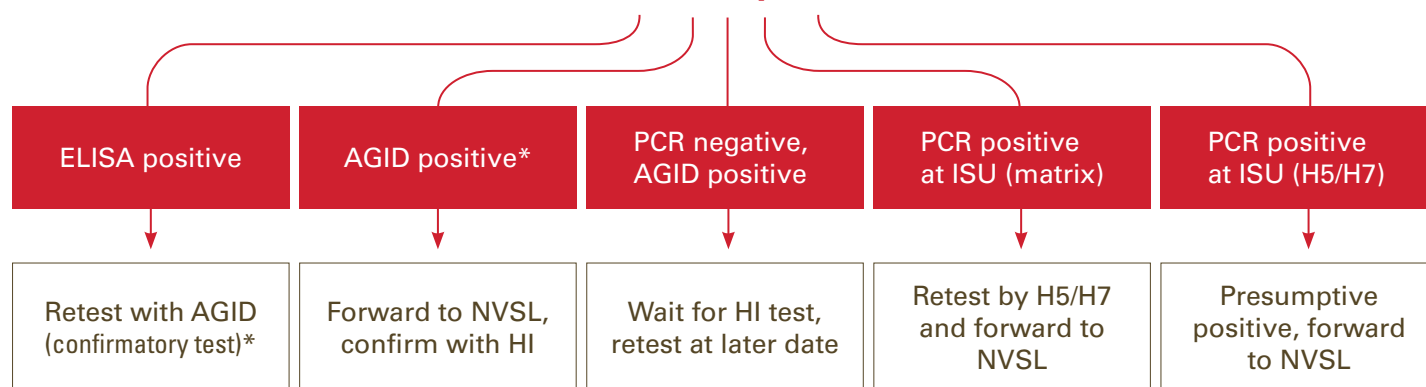 ELISA positive
AGID positive*
PCR negative,
AGID positive
PCR positive
at ISU (matrix)
PCR positive
at ISU (H5/H7)
Retest with AGID
(confirmatory test)*
Forward to NVSL,
confirm with HI
Wait for HI test,
retest at later date
Retest by H5/H7
and forward to
NVSL
Presumptive
positive, forward
to NVSL